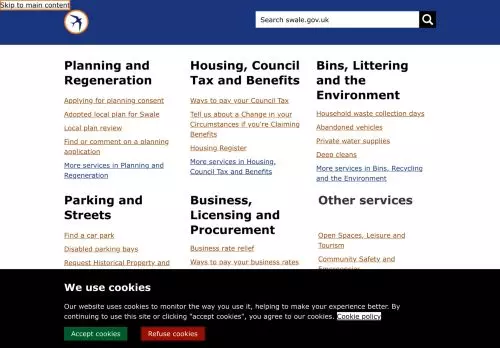 Skip to main content
Search swale.gov.uk
Planning and
Regeneration
Applying for planning consent
Adopted local plan for Swale
Local plan review
Find or comment on a planning
application
More services in Planning and
Regeneration
Housing, Council
Tax and Benefits
Ways to pay your Council Tax
Tell us about a Change in your
Circumstances if you're Claiming
Benefits
Housing Register
More services in Housing,
Council Tax and Benefits
Bins, Littering
and the
Environment
Household waste collection days
Abandoned vehicles
Private water supplies
Deep cleans
More services in Bins, Recycling
and the Environment
Parking and
Streets
Find a car park
Disabled parking bays
Request Historical Property and
Business,
Licensing and
Procurement
Business rate relief
Ways to pay your business rates
Other services
Open Spaces, Leisure and
Tourism
Community Safety and
Emergencies
We use cookies
Our website uses cookies to monitor the way you use it, helping to make your experience better. By
continuing to use this site or clicking "accept cookies", you agree to our cookies. Cookie policy
Accept cookies
Refuse cookies